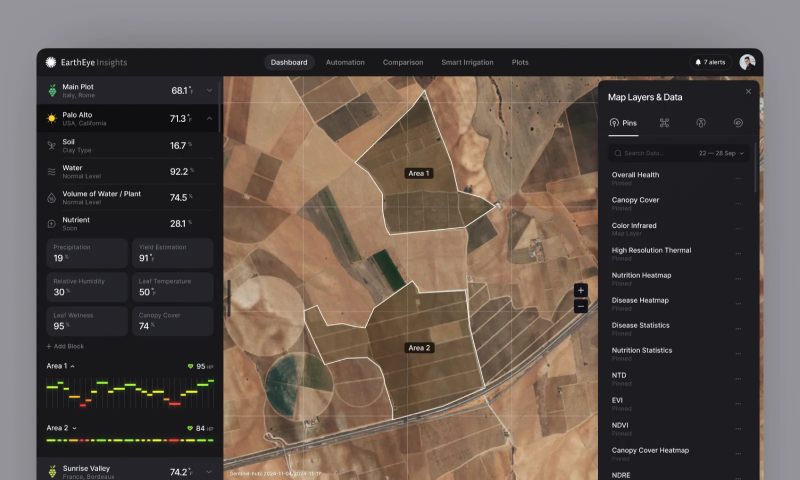 EarthEye Insights
Dashboard
Automation
Comparison
Smart Irrigation
Plots
7 alerts
Main Plot
Italy, Rome
68.1 °F
Palo Alto
USA, California
71.3 °F
Soil
Clay Type
16.7 %
Water
Normal Level
92.2 %
Volume of Water / Plant
Normal Level
74.5 %
Nutrient
Soon
28.1 %
Precipitation
19 %
Yield Estimation
91
Relative Humidity
30 %
Leaf Temperature
50 °F
Leaf Wetness
95 %
Canopy Cover
74 %
+ Add Block
Area 1
95 HP
Area 2
84 HP
Sunrise Valley
France, Bordeaux
74.2 °F
Area 1
Area 2
+
−
Map Layers & Data
Pins
Search Data...
22 — 28 Sep
Overall Health
Pinned
Canopy Cover
Pinned
Color Infrared
Map Layer
High Resolution Thermal
Pinned
Nutrition Heatmap
Pinned
Disease Heatmap
Pinned
Disease Statistics
Pinned
Nutrition Statistics
Pinned
NTD
Pinned
EVI
Pinned
NDVI
Pinned
Canopy Cover Heatmap
Pinned
NDRE
Pinned